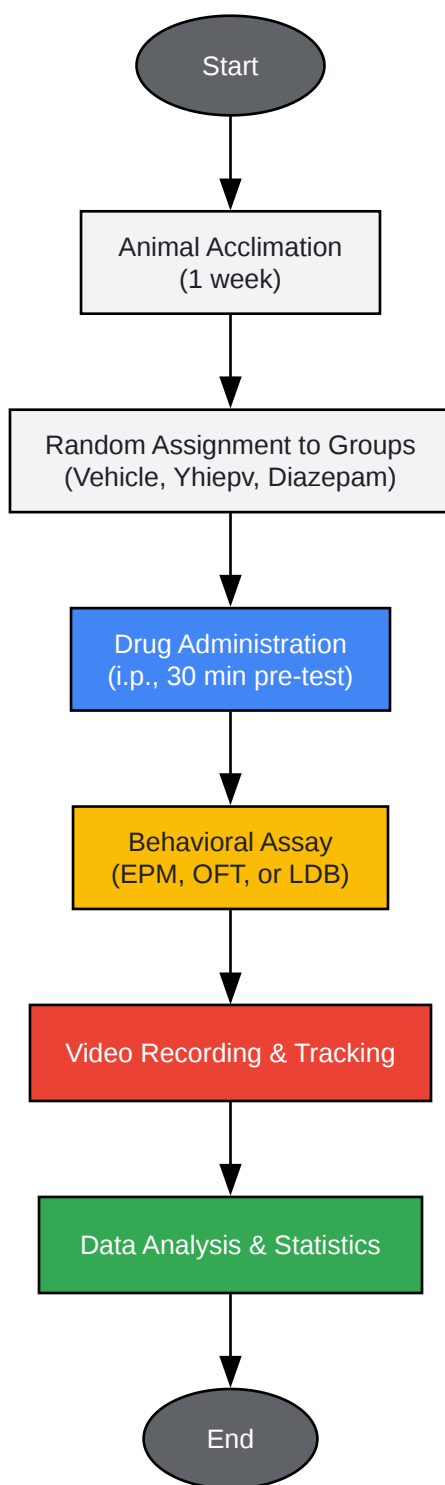 Start
Animal Acclimation
(1 week)
Random Assignment to Groups
(Vehicle, Yhiepv, Diazepam)
Drug Administration
(i.p., 30 min pre-test)
Behavioral Assay
(EPM, OFT, or LDB)
Video Recording & Tracking
Data Analysis & Statistics
End